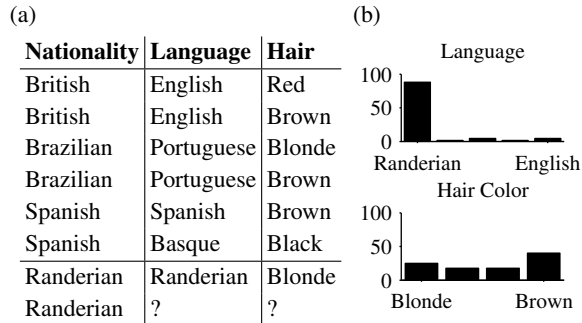 (a)
Nationality Language Hair
British English Red
British English Brown
Brazilian Portuguese Blonde
Brazilian Portuguese Brown
Spanish Spanish Brown
Spanish Basque Black
Randerian Randerian Blonde
Randerian ? ?
(b)
Language
100
50
0
Randerian English
Hair Color
100
50
0
Blonde Brown